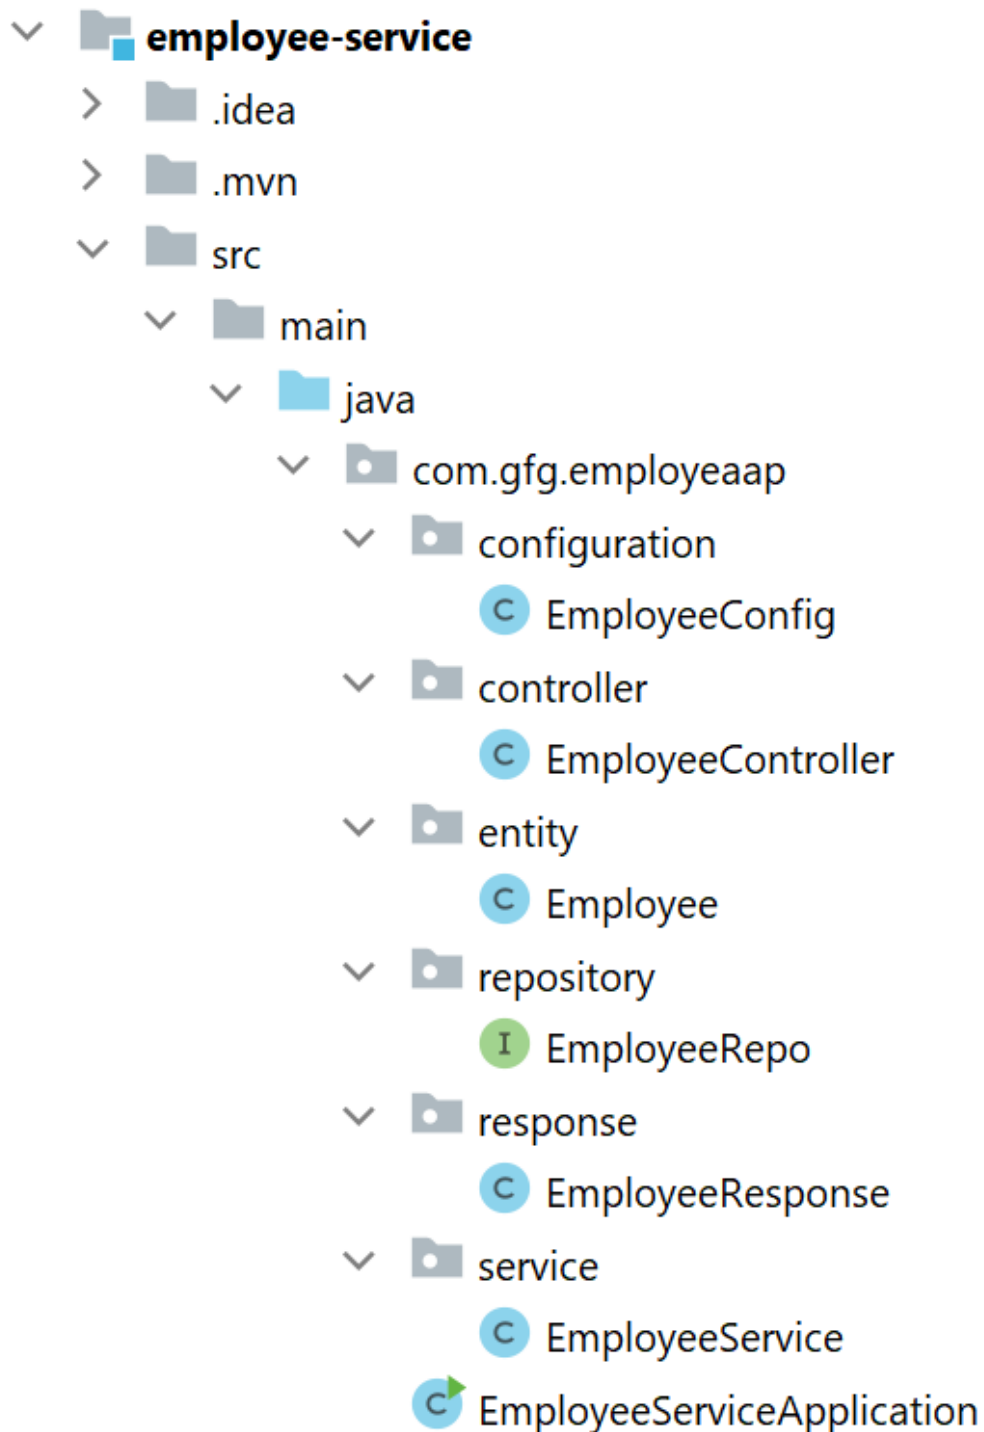 employee-service
.idea
.mvn
src
main
java
com.gfg.employeaap
configuration
C EmployeeConfig
controller
C EmployeeController
entity
C Employee
repository
I EmployeeRepo
response
C EmployeeResponse
service
C EmployeeService
C EmployeeServiceApplication